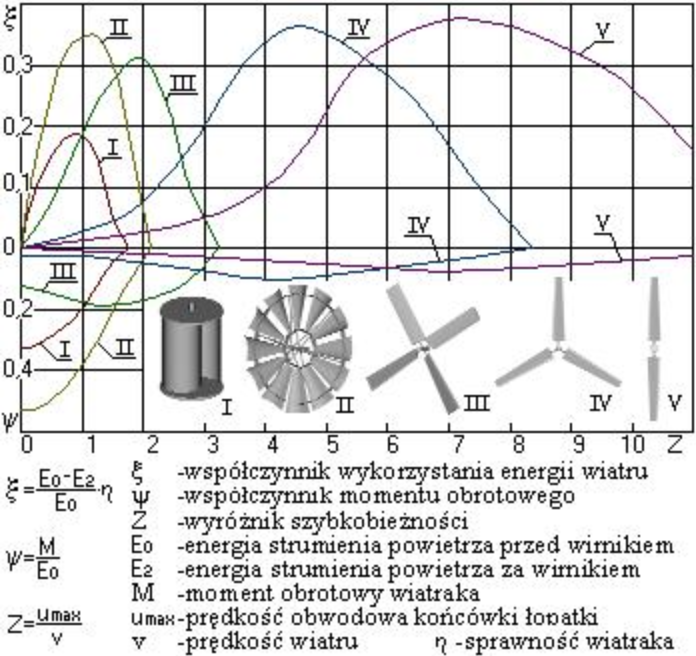 ξ
II
IV
V
0,3
III
0,2
I
0,1
IV
V
0
III
0,2
I
II
0,4
I
II
III
IV
V
ψ
0 1 2 3 4 5 6 7 8 9 10 Z
ξ -współczynnik wykorzystania energii wiatru
ξ=E0-E2/E0·η
ψ -współczynnik momentu obrotowego
Z -wyróżnik szybkobieżności
ψ=M/E0
E0 -energia strumienia powietrza przed wirnikiem
E2 -energia strumienia powietrza za wirnikiem
M -moment obrotowy wiatraka
Z=umax/v
umax-prędkość obwodowa końcówki łopatki
v -prędkość wiatru η -sprawność wiatraka